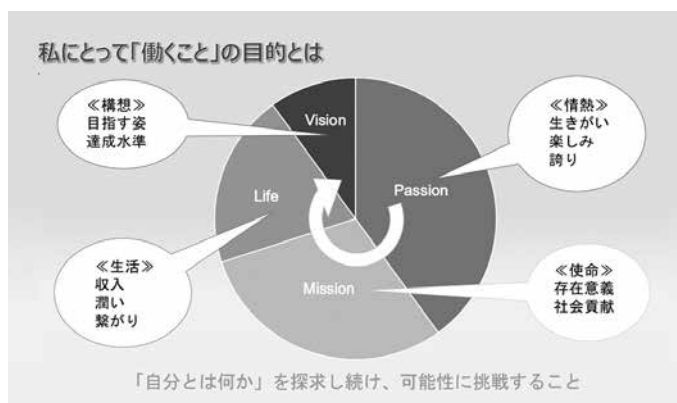 私にとって「働くこと」の目的とは
≪構想≫
目指す姿
達成水準
Vision
≪情熱≫
生きがい
楽しみ
誇り
Passion
Life
≪生活≫
収入
潤い
繋がり
Mission
≪使命≫
存在意義
社会貢献
「自分とは何か」を探求し続け、可能性に挑戦すること